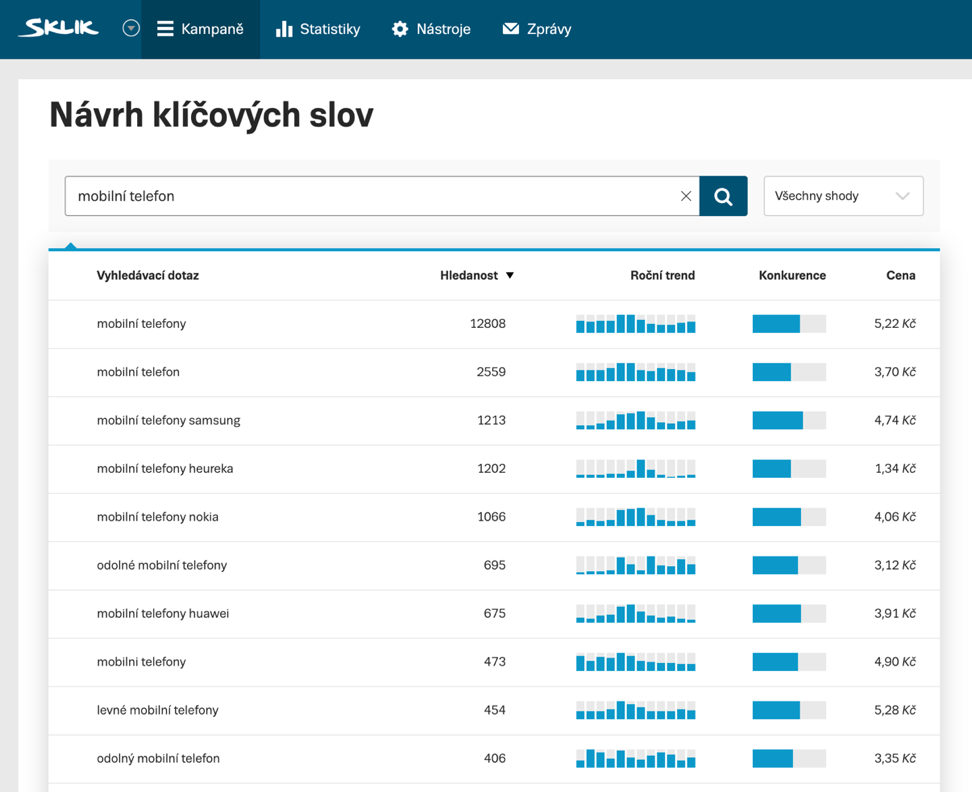 SKLIK Kampaně Statistiky Nástroje Zprávy
Návrh klíčových slov
mobilní telefon Všechny shody
Vyhledávací dotaz Hledanost ▼ Roční trend Konkurence Cena
mobilní telefony 12808 5,22 Kč
mobilní telefon 2559 3,70 Kč
mobilní telefony samsung 1213 4,74 Kč
mobilní telefony heureka 1202 1,34 Kč
mobilní telefony nokia 1066 4,06 Kč
odolné mobilní telefony 695 3,12 Kč
mobilní telefony huawei 675 3,91 Kč
mobilni telefony 473 4,90 Kč
levné mobilní telefony 454 5,28 Kč
odolný mobilní telefon 406 3,35 Kč